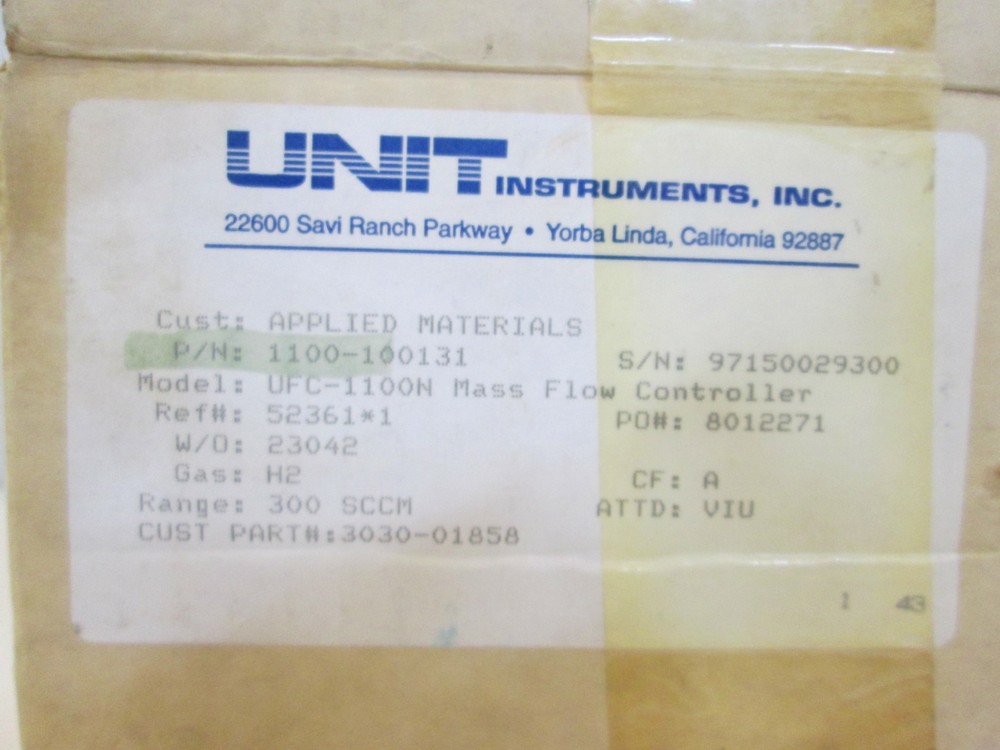 UNIT INSTRUMENTS, INC.
22600 Savi Ranch Parkway • Yorba Linda, California 92887
Cust: APPLIED MATERIALS
P/N: 1100-100131 S/N: 97150029300
Model: UFC-1100N Mass Flow Controller
Ref#: 52361*1 PO#: 8012271
W/O: 23042
Gas: H2 CF: A
Range: 300 SCCM ATTD: VIU
CUST PART#:3030-01858
1 43